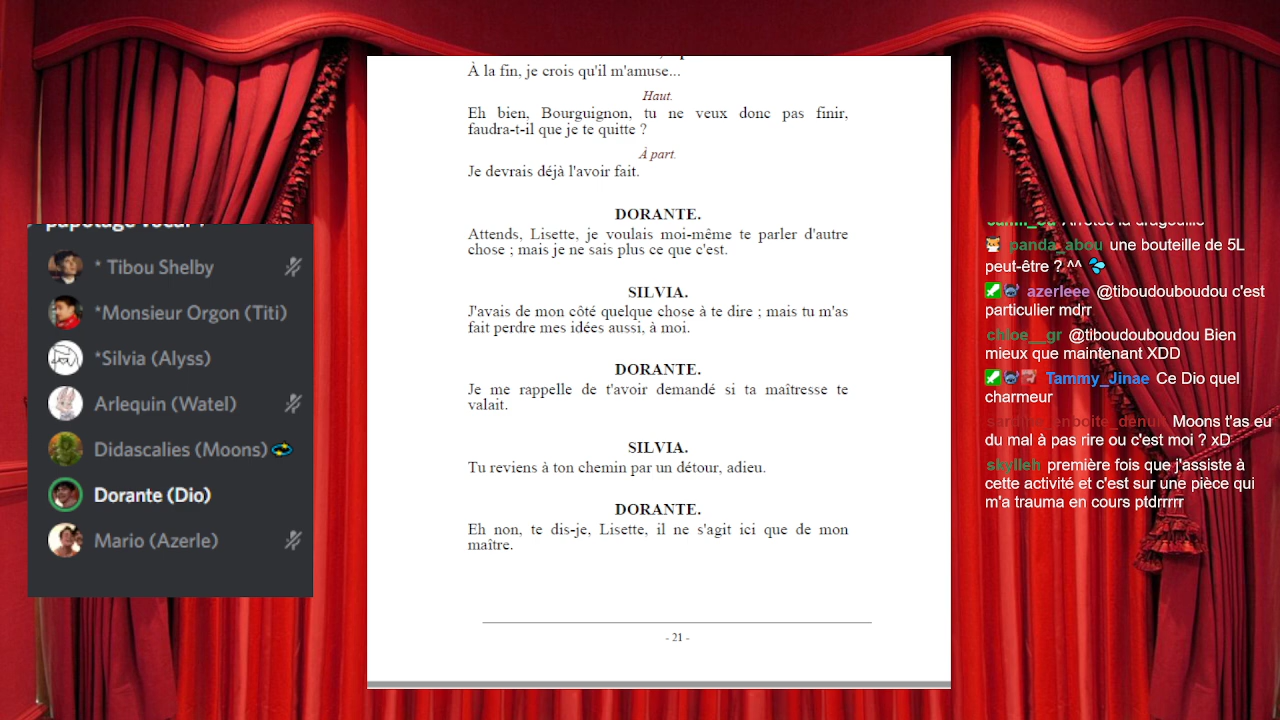 papotage vocal
* Tibou Shelby
*Monsieur Orgon (Titi)
*Silvia (Alyss)
Arlequin (Watel)
Didascalies (Moons)
Dorante (Dio)
Mario (Azerle)
À la fin, je crois qu'il m'amuse...
Haut.
Eh bien, Bourguignon, tu ne veux donc pas finir,
faudra-t-il que je te quitte ?
À part.
Je devrais déjà l'avoir fait.
DORANTE.
Attends, Lisette, je voulais moi-même te parler d'autre
chose ; mais je ne sais plus ce que c'est.
SILVIA.
J'avais de mon côté quelque chose à te dire ; mais tu m'as
fait perdre mes idées aussi, à moi.
DORANTE.
Je me rappelle de t'avoir demandé si ta maîtresse te
valait.
SILVIA.
Tu reviens à ton chemin par un détour, adieu.
DORANTE.
Eh non, te dis-je, Lisette, il ne s'agit ici que de mon
maître.
- 21 -
panda_abou une bouteille de 5L
peut-être ? ^^
azerleee @tiboudouboudou c'est
particulier mdrr
chloe__gr @tiboudouboudou Bien
mieux que maintenant XDD
Tammy_Jinae Ce Dio quel
charmeur
Moons t'as eu
du mal à pas rire ou c'est moi ? xD
skylleh première fois que j'assiste à
cette activité et c'est sur une pièce qui
m'a trauma en cours ptdrrrrr